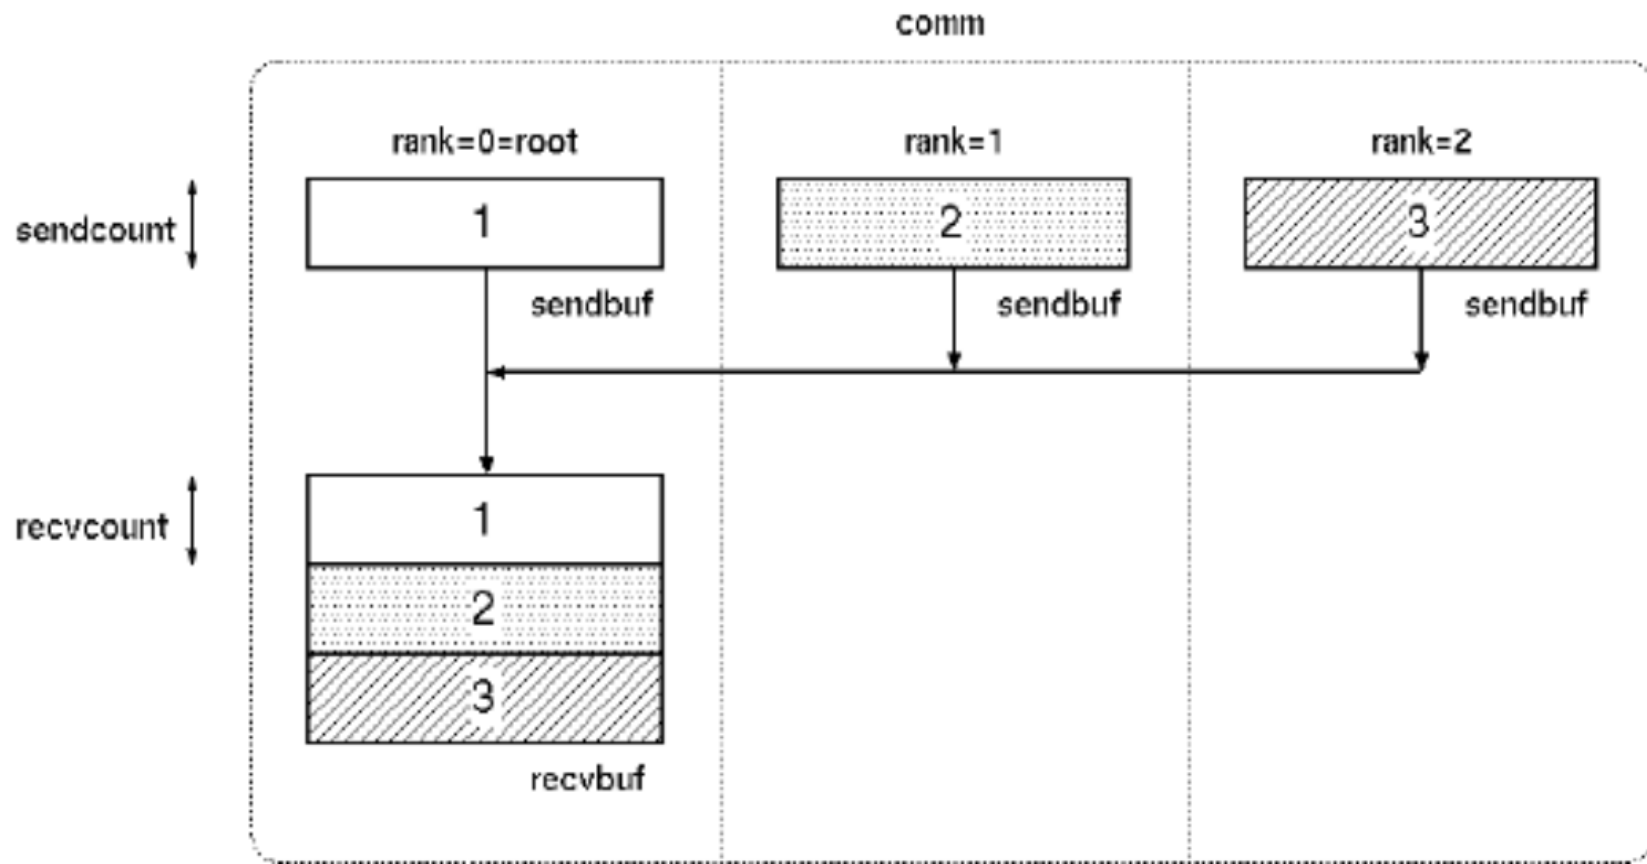 comm
rank=0=root
rank=1
rank=2
sendcount
1
2
3
sendbuf
sendbuf
sendbuf
recvcount
1
2
3
recvbuf